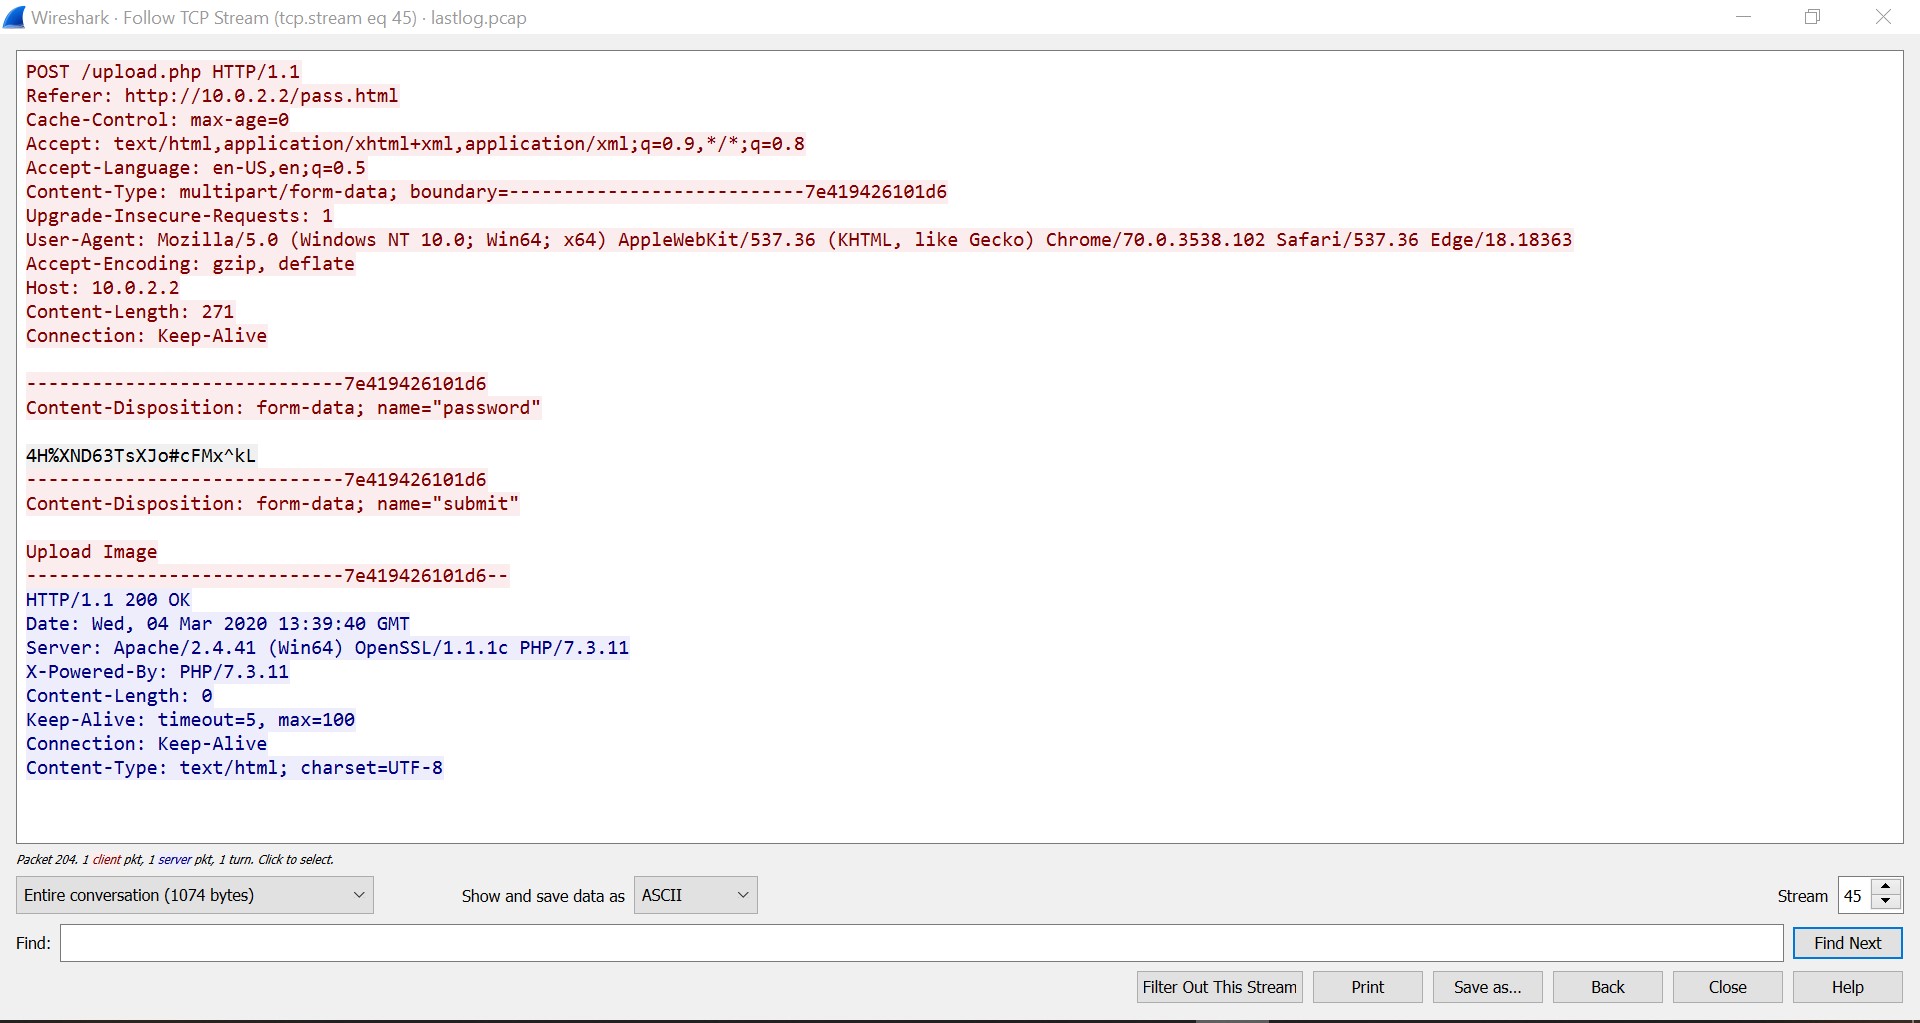 Wireshark · Follow TCP Stream (tcp.stream eq 45) · lastlog.pcap
POST /upload.php HTTP/1.1
Referer: http://10.0.2.2/pass.html
Cache-Control: max-age=0
Accept: text/html,application/xhtml+xml,application/xml;q=0.9,*/*;q=0.8
Accept-Language: en-US,en;q=0.5
Content-Type: multipart/form-data; boundary=---------------------------7e419426101d6
Upgrade-Insecure-Requests: 1
User-Agent: Mozilla/5.0 (Windows NT 10.0; Win64; x64) AppleWebKit/537.36 (KHTML, like Gecko) Chrome/70.0.3538.102 Safari/537.36 Edge/18.18363
Accept-Encoding: gzip, deflate
Host: 10.0.2.2
Content-Length: 271
Connection: Keep-Alive
-----------------------------7e419426101d6
Content-Disposition: form-data; name="password"
4H%XND63TsXJo#cFMx^kL
-----------------------------7e419426101d6
Content-Disposition: form-data; name="submit"
Upload Image
-----------------------------7e419426101d6--
HTTP/1.1 200 OK
Date: Wed, 04 Mar 2020 13:39:40 GMT
Server: Apache/2.4.41 (Win64) OpenSSL/1.1.1c PHP/7.3.11
X-Powered-By: PHP/7.3.11
Content-Length: 0
Keep-Alive: timeout=5, max=100
Connection: Keep-Alive
Content-Type: text/html; charset=UTF-8
Packet 204. 1 client pkt, 1 server pkt, 1 turn. Click to select.
Entire conversation (1074 bytes) Show and save data as ASCII Stream 45
Find: Find Next
Filter Out This Stream Print Save as... Back Close Help